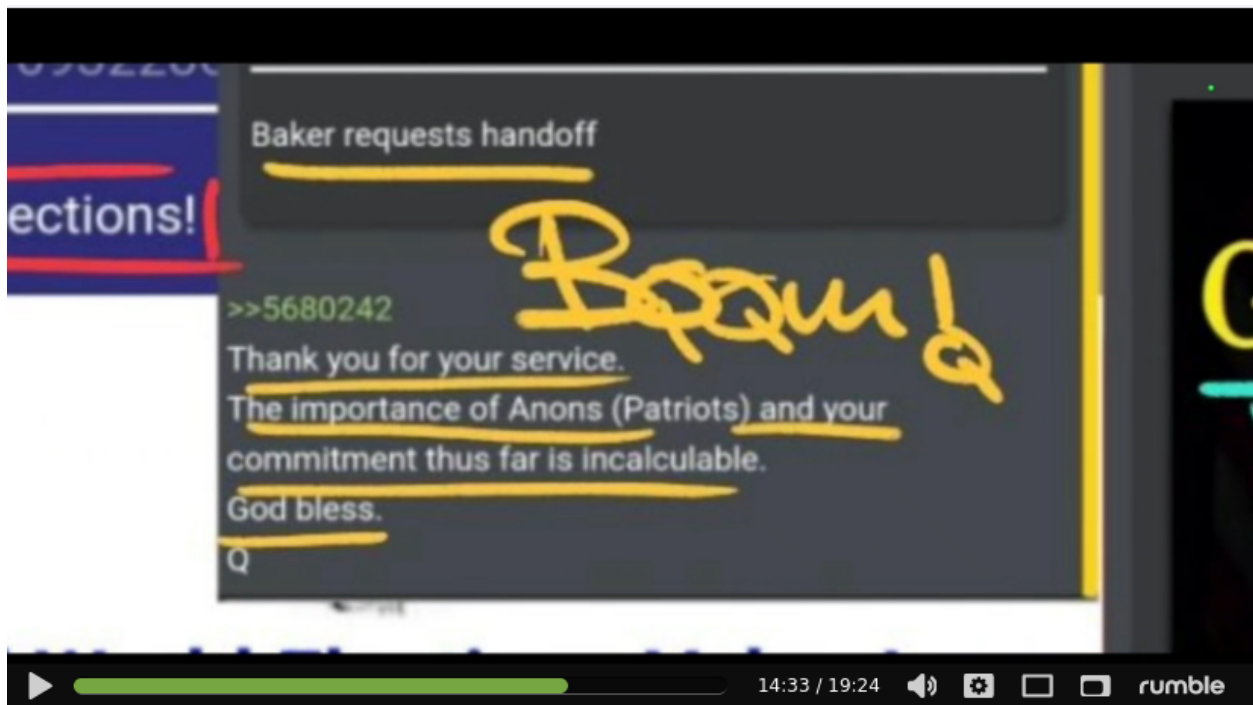 Baker requests handoff
ections!
BQQm!
Q
>>5680242
Thank you for your service.
The importance of Anons (Patriots) and your
commitment thus far is incalculable.
God bless.
Q
14:33 / 19:24
rumble